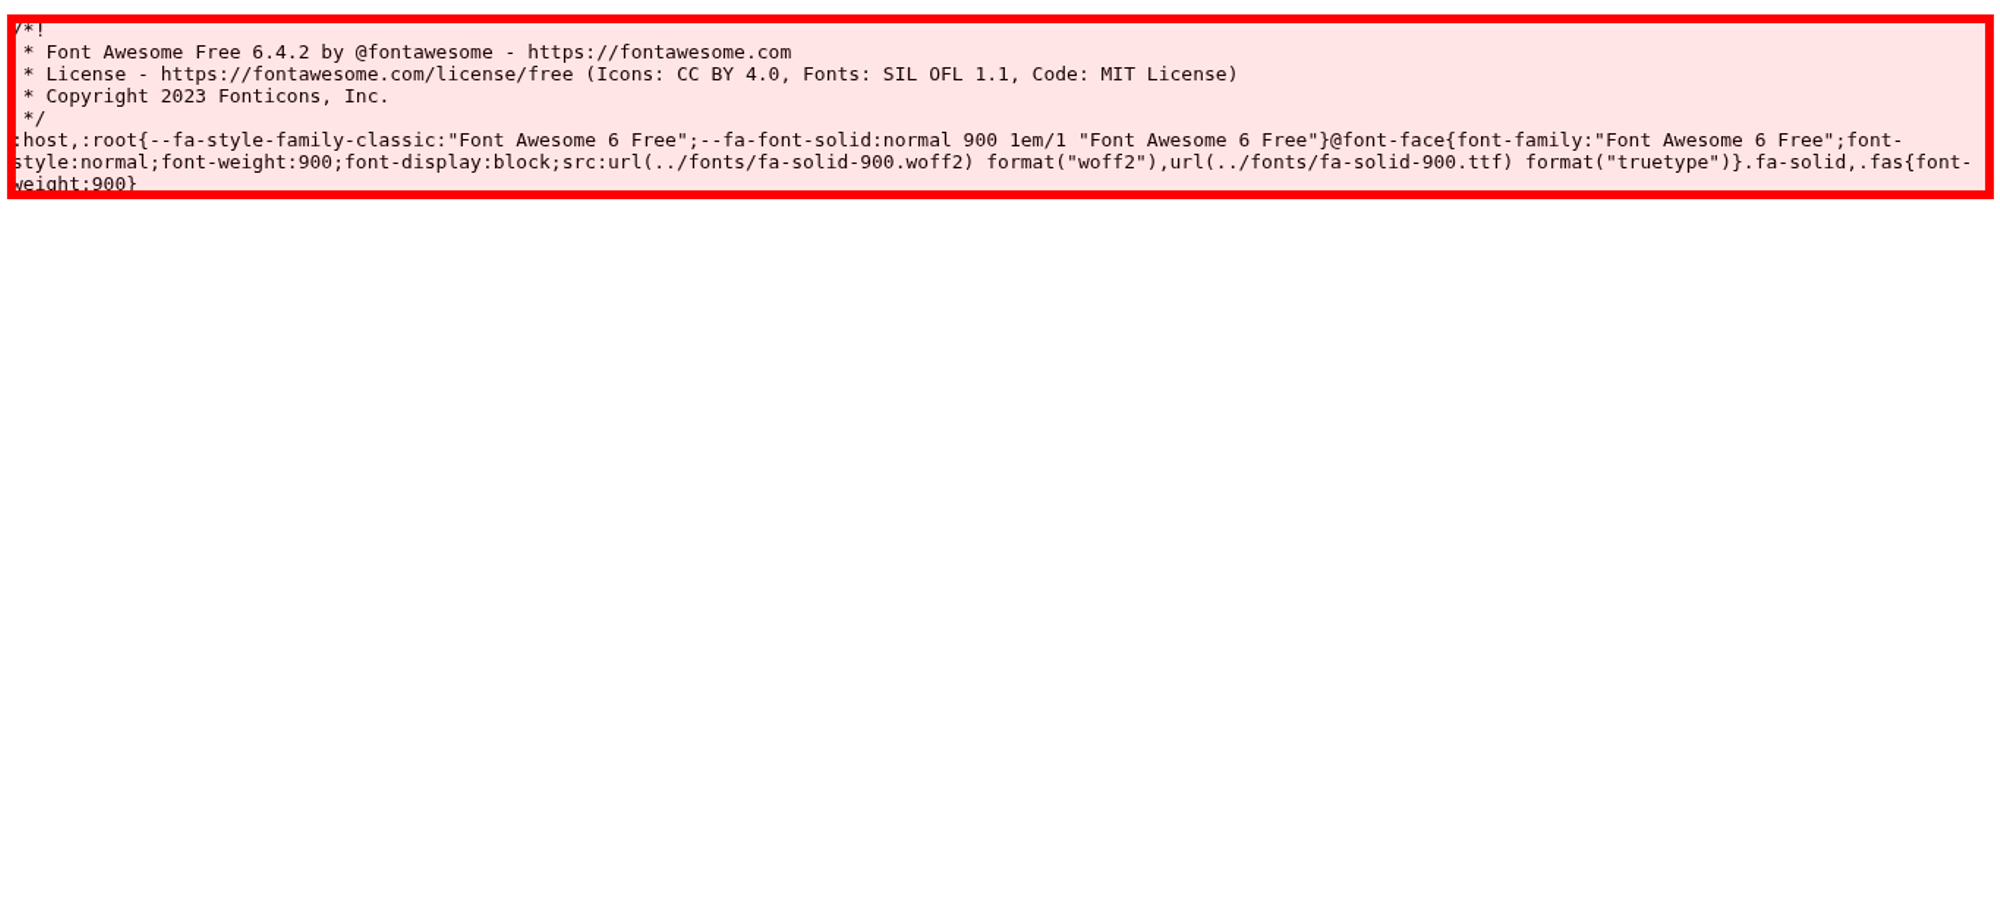 /*!
 * Font Awesome Free 6.4.2 by @fontawesome - https://fontawesome.com
 * License - https://fontawesome.com/license/free (Icons: CC BY 4.0, Fonts: SIL OFL 1.1, Code: MIT License)
 * Copyright 2023 Fonticons, Inc.
 */
:host,:root{--fa-style-family-classic:"Font Awesome 6 Free";--fa-font-solid:normal 900 1em/1 "Font Awesome 6 Free"}@font-face{font-family:"Font Awesome 6 Free";font-
style:normal;font-weight:900;font-display:block;src:url(../fonts/fa-solid-900.woff2) format("woff2"),url(../fonts/fa-solid-900.ttf) format("truetype")}.fa-solid,.fas{font-
weight:900}